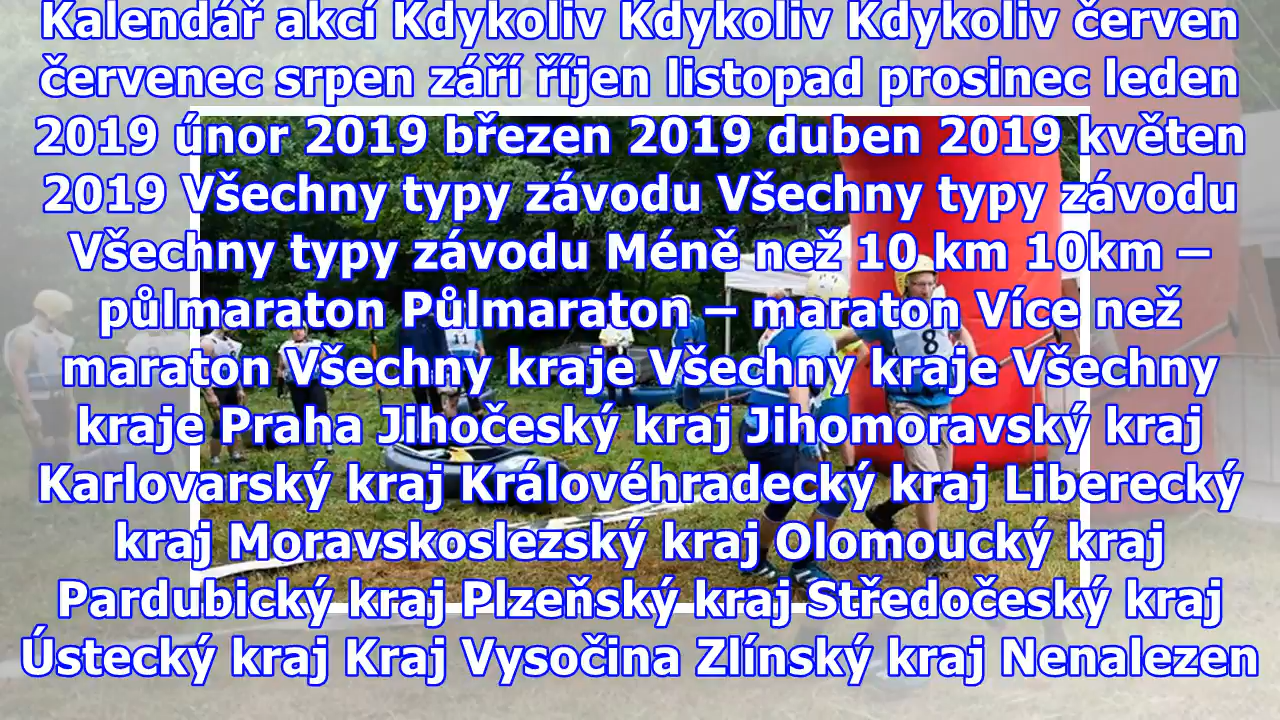 Kalendář akcí Kdykoliv Kdykoliv Kdykoliv červen
červenec srpen září říjen listopad prosinec leden
2019 únor 2019 březen 2019 duben 2019 květen
2019 Všechny typy závodu Všechny typy závodu
Všechny typy závodu Méně než 10 km 10km –
půlmaraton Půlmaraton – maraton Více než
maraton Všechny kraje Všechny kraje Všechny
kraje Praha Jihočeský kraj Jihomoravský kraj
Karlovarský kraj Královéhradecký kraj Liberecký
kraj Moravskoslezský kraj Olomoucký kraj
Pardubický kraj Plzeňský kraj Středočeský kraj
Ústecký kraj Kraj Vysočina Zlínský kraj Nenalezen
11
8